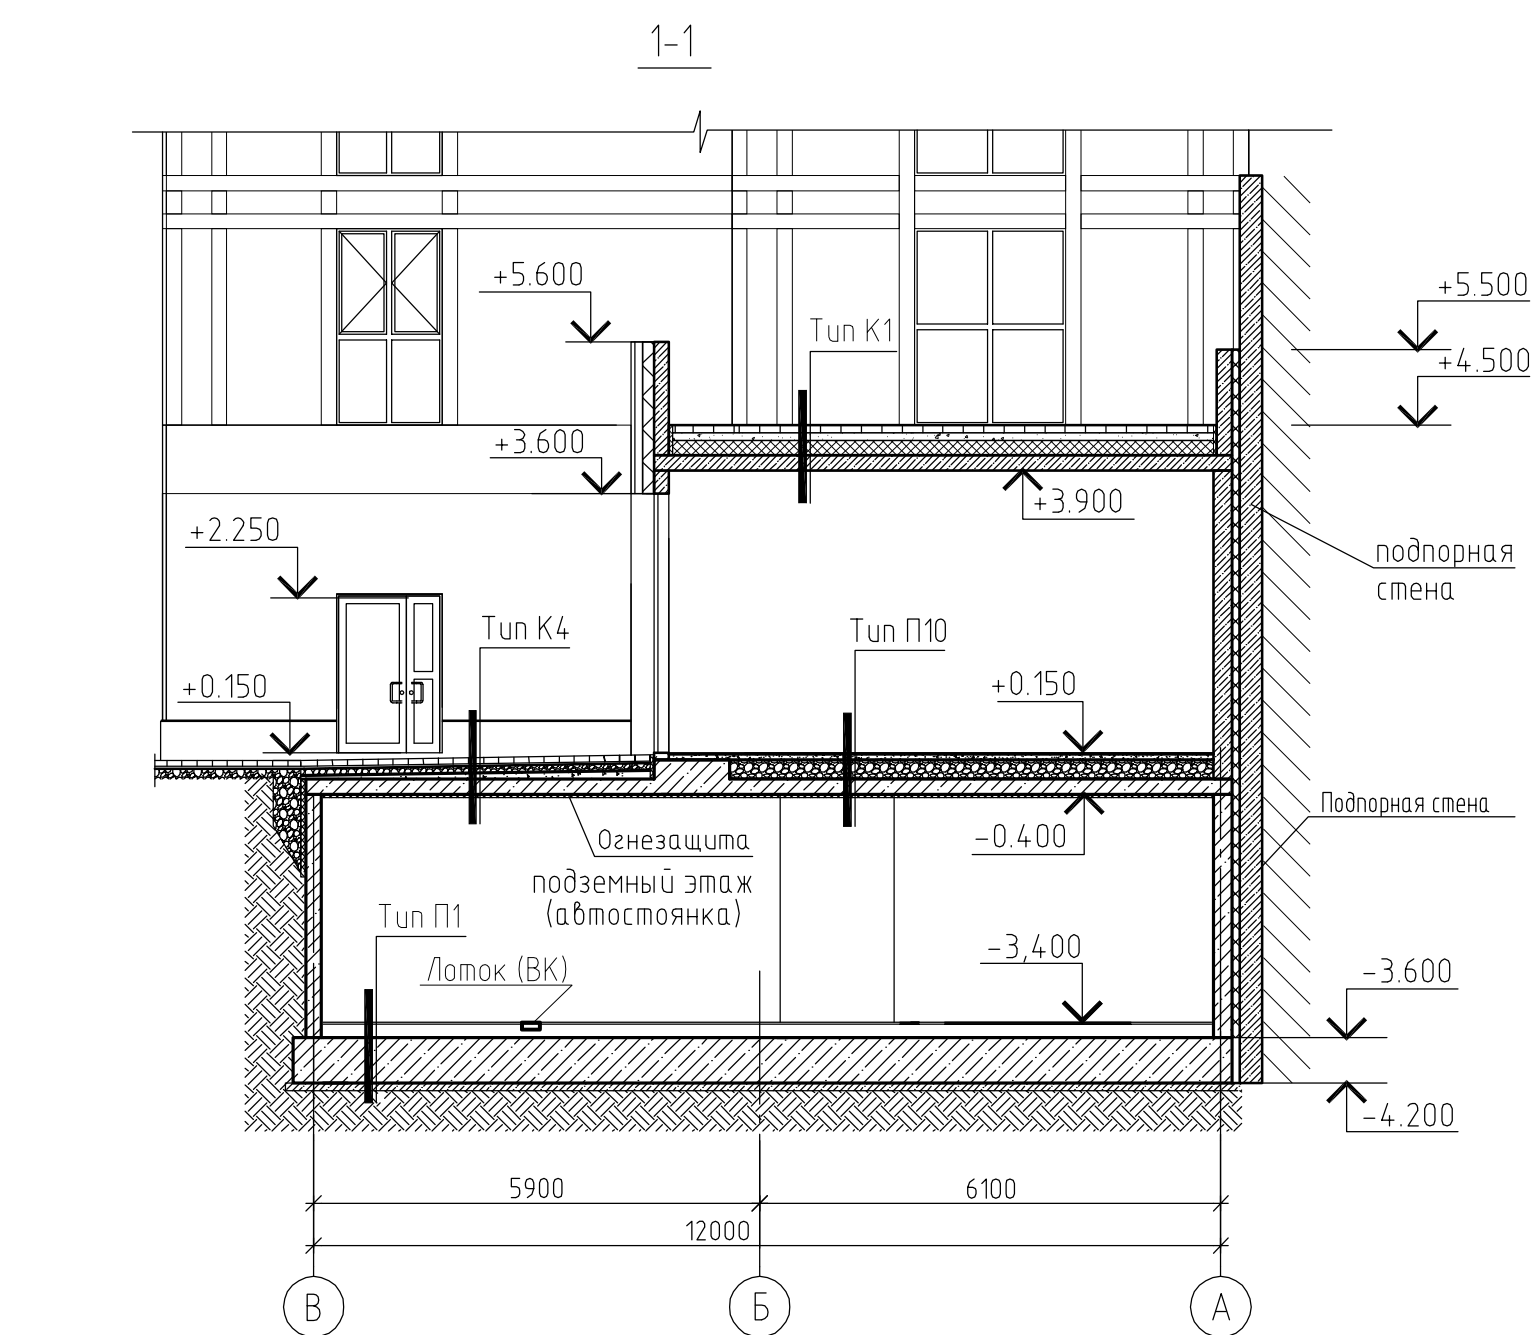 1-1
+5.600
+5.500
Тип К1
+4.500
+3.600
+3.900
+2.250
подпорная
стена
Тип К4
Тип П10
+0.150
+0.150
Подпорная стена
Огнезащита
-0.400
подземный этаж
(автостоянка)
Тип П1
-3,400
Лоток (ВК)
-3.600
-4.200
5900
6100
12000
В
Б
А